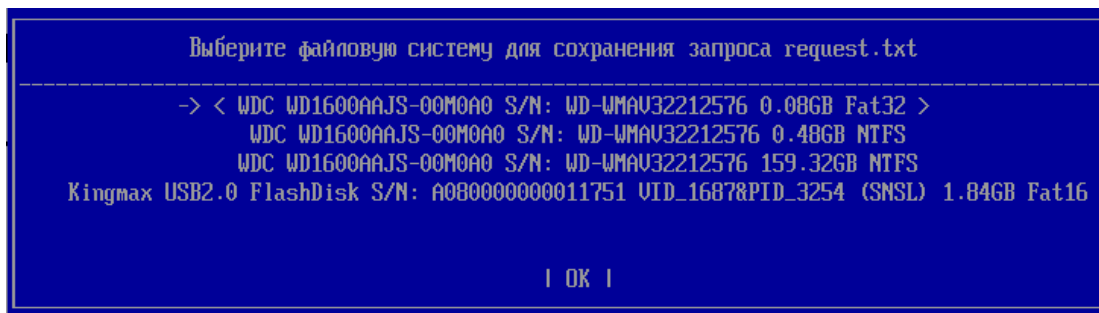 Выберите файловую систему для сохранения запроса request.txt
-> < WDC WD1600AAJS-00M0A0 S/N: WD-WMAV32212576 0.08GB Fat32 >
WDC WD1600AAJS-00M0A0 S/N: WD-WMAV32212576 0.48GB NTFS
WDC WD1600AAJS-00M0A0 S/N: WD-WMAV32212576 159.32GB NTFS
Kingmax USB2.0 FlashDisk S/N: A080000000011751 VID_1687&PID_3254 (SNSL) 1.84GB Fat16
| OK |